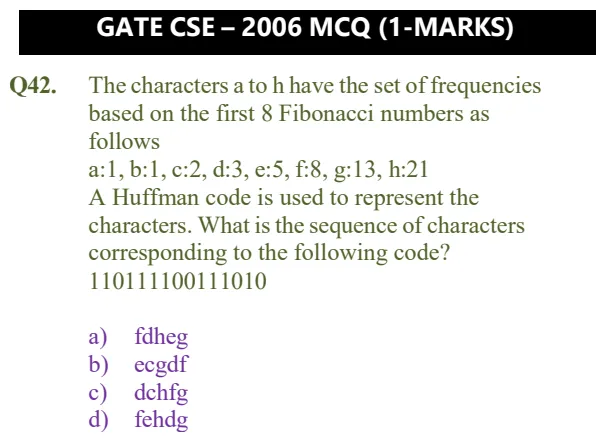 GATE CSE – 2006 MCQ (1-MARKS)
Q42. The characters a to h have the set of frequencies
based on the first 8 Fibonacci numbers as
follows
a:1, b:1, c:2, d:3, e:5, f:8, g:13, h:21
A Huffman code is used to represent the
characters. What is the sequence of characters
corresponding to the following code?
110111100111010
a) fdheg
b) ecgdf
c) dchfg
d) fehdg